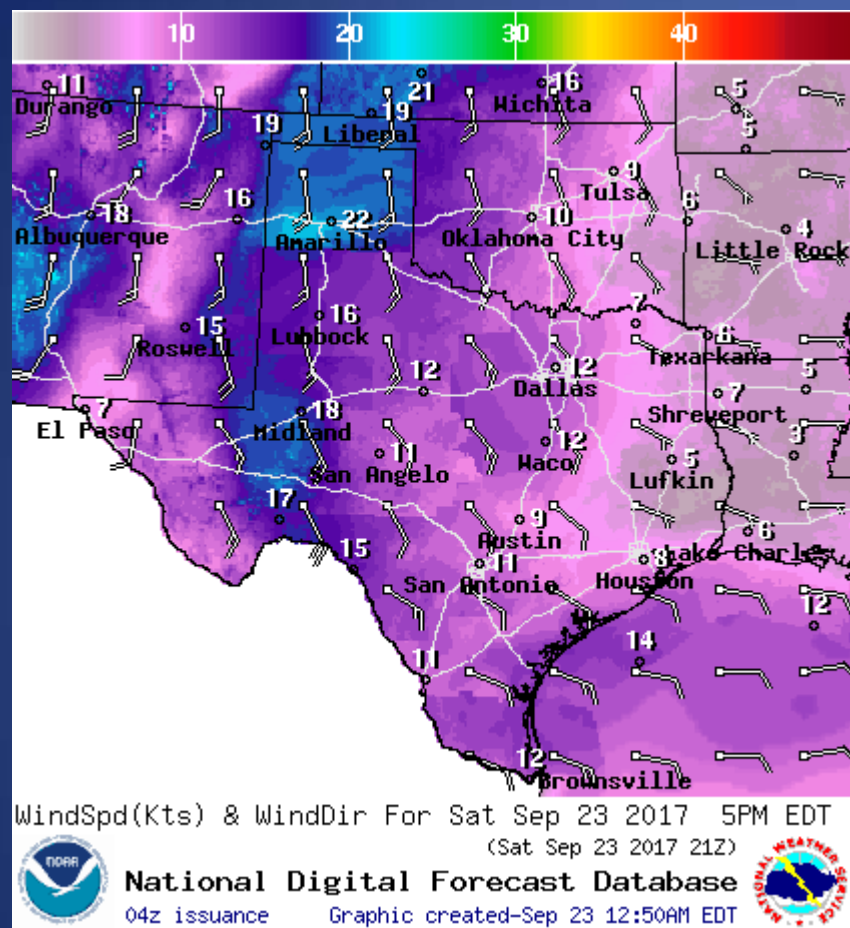 10 20 30 40
11 21 16 5
Durango 19 Wichita
19 Liberal 5
9
Tulsa
18 16 22 10 6 4
Albuquerque Amarillo Oklahoma City Little Rock
15 16 7 6
Roswell Lubbock Texarkana
12 12 5
Dallas 7
7 18 Shreveport
El Paso Midland 12 3
11 Waco 5
San Angelo Lufkin
17 9 6
Austin Lake Charles
15 11 8
San Antonio Houston
12
14
11
12
Brownsville
WindSpd(Kts) & WindDir For Sat Sep 23 2017 5PM EDT
(Sat Sep 23 2017 21Z)
NOAA
National Digital Forecast Database
04z issuance Graphic created-Sep 23 12:50AM EDT
NATIONAL WEATHER SERVICE